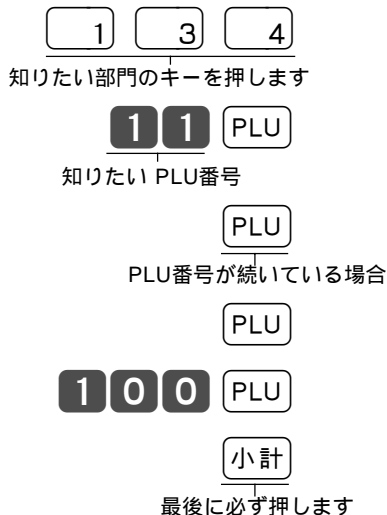 1 3 4
知りたい部門のキーを押します
1 1 PLU
知りたい PLU番号
PLU
PLU番号が続いている場合
PLU
1 0 0 PLU
小計
最後に必ず押します